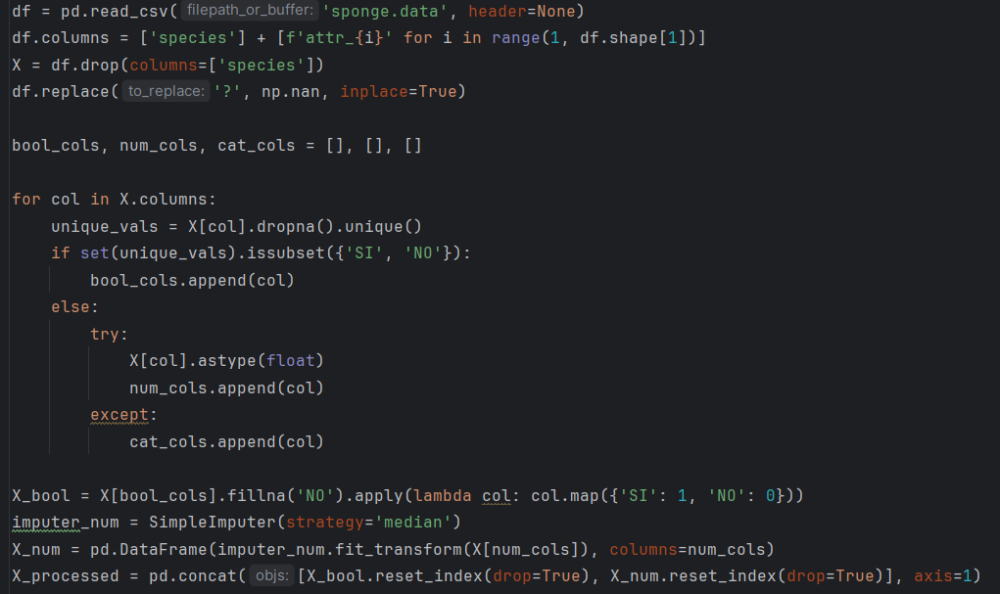 df = pd.read_csv( filepath_or_buffer: 'sponge.data', header=None)
df.columns = ['species'] + [f'attr_{i}' for i in range(1, df.shape[1])]
X = df.drop(columns=['species'])
df.replace( to_replace: '?', np.nan, inplace=True)

bool_cols, num_cols, cat_cols = [], [], []

for col in X.columns:
    unique_vals = X[col].dropna().unique()
    if set(unique_vals).issubset({'SI', 'NO'}):
        bool_cols.append(col)
    else:
        try:
            X[col].astype(float)
            num_cols.append(col)
        except:
            cat_cols.append(col)

X_bool = X[bool_cols].fillna('NO').apply(lambda col: col.map({'SI': 1, 'NO': 0}))
imputer_num = SimpleImputer(strategy='median')
X_num = pd.DataFrame(imputer_num.fit_transform(X[num_cols]), columns=num_cols)
X_processed = pd.concat( objs: [X_bool.reset_index(drop=True), X_num.reset_index(drop=True)], axis=1)